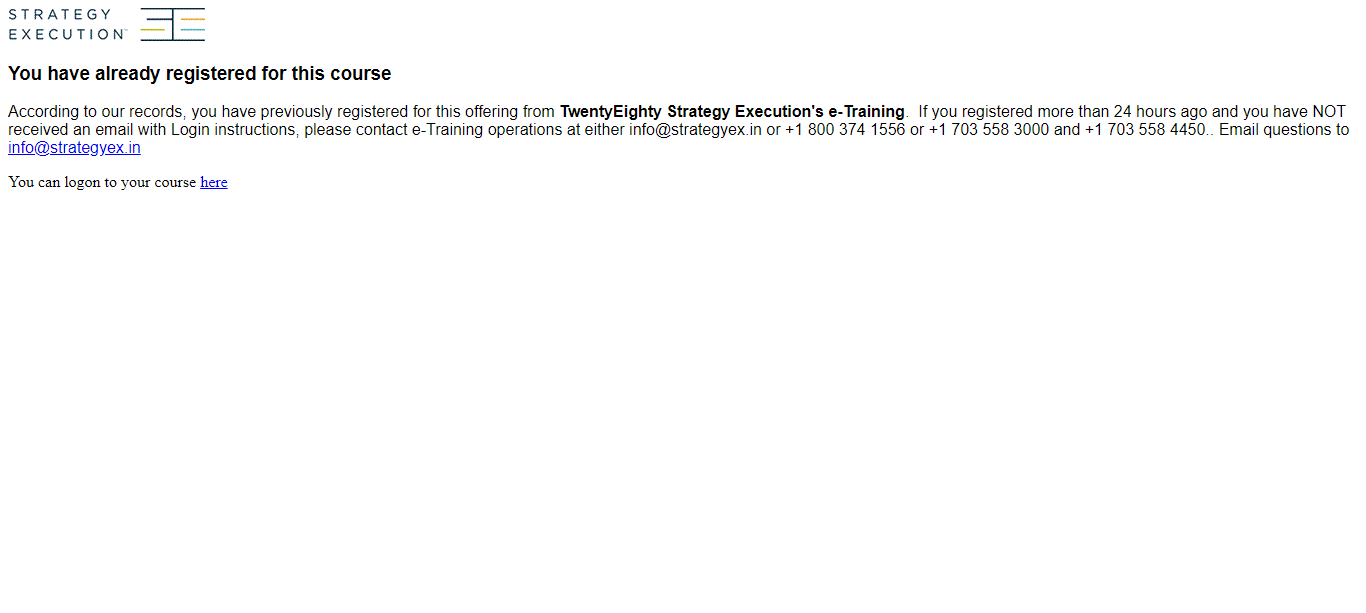 STRATEGY
EXECUTION™
You have already registered for this course
According to our records, you have previously registered for this offering from TwentyEighty Strategy Execution's e-Training.  If you registered more than 24 hours ago and you have NOT
received an email with Login instructions, please contact e-Training operations at either info@strategyex.in or +1 800 374 1556 or +1 703 558 3000 and +1 703 558 4450.. Email questions to
info@strategyex.in
You can logon to your course here